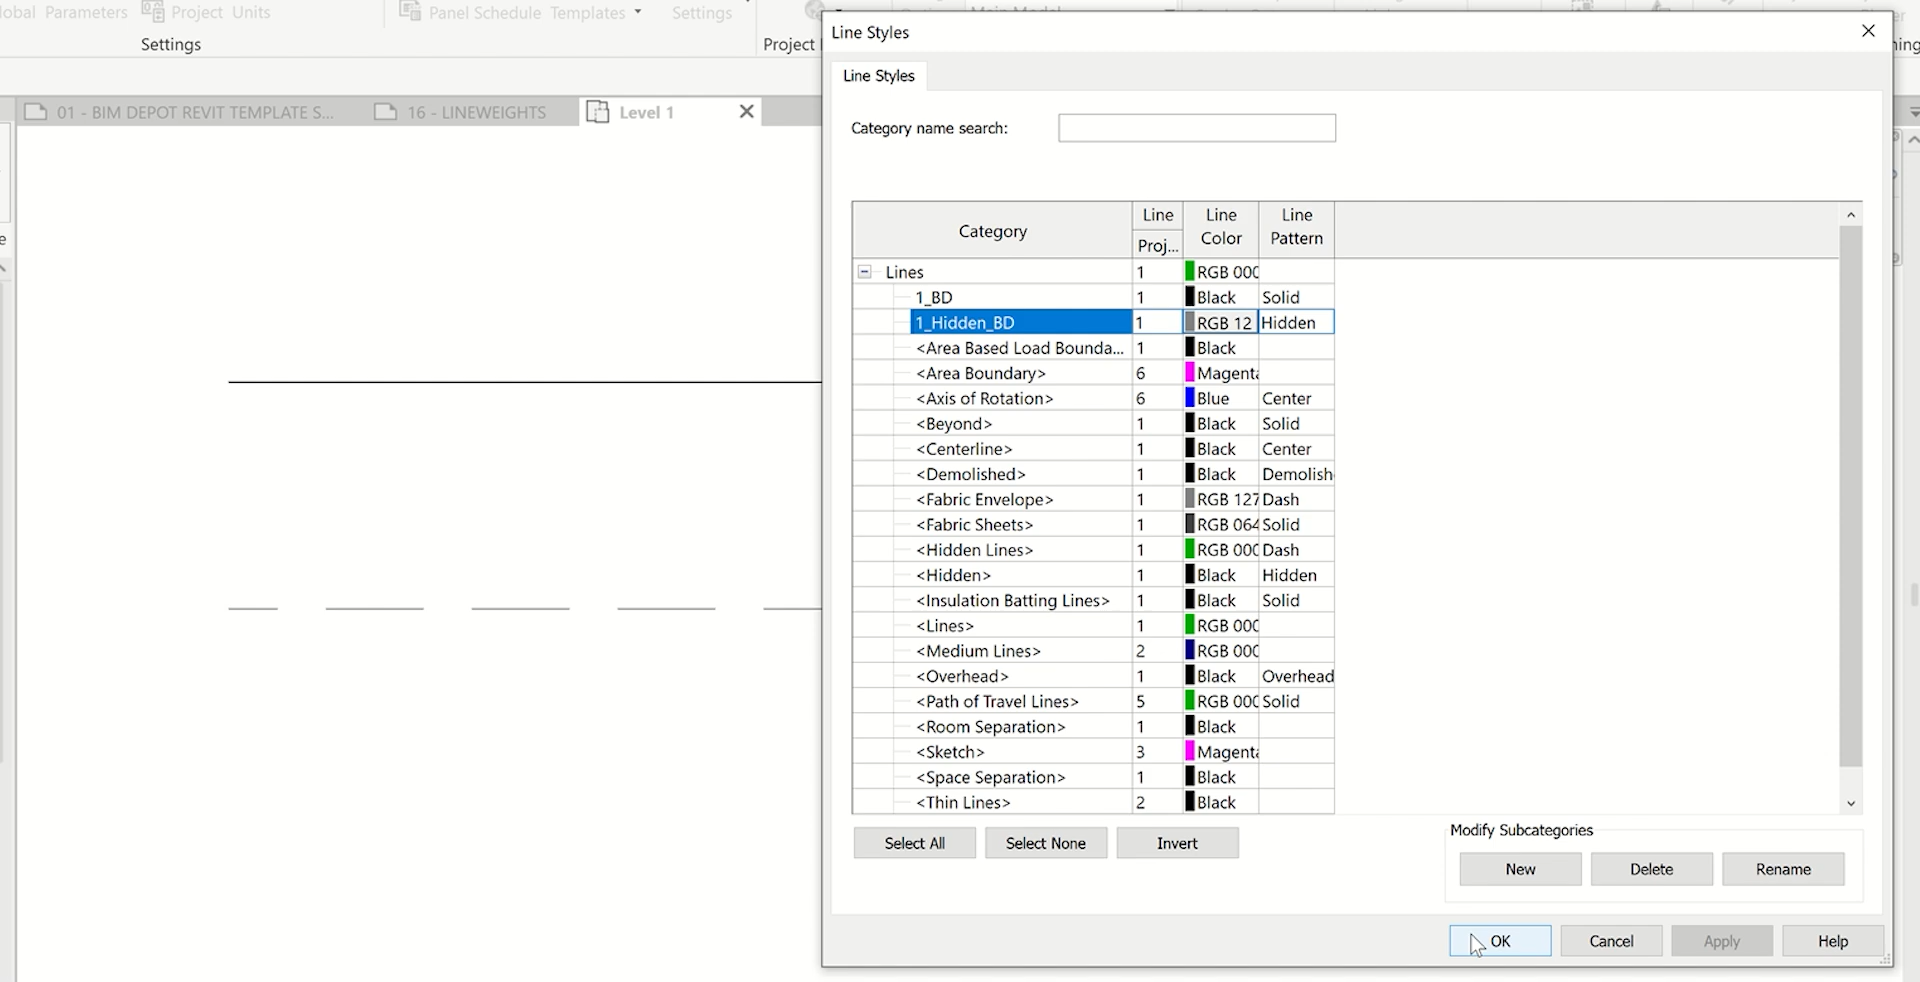 Parameters
Project Units
Panel Schedule Templates
Settings
Settings
Project
Line Styles
Line Styles
01 - BIM DEPOT REVIT TEMPLATE S...
16 - LINEWEIGHTS
Level 1
Category name search:
Category
Line
Proj...
Line
Color
Line
Pattern
Lines 1 RGB 000
1_BD 1 Black Solid
1_Hidden_BD 1 RGB 12 Hidden
<Area Based Load Bounda... 1 Black
<Area Boundary> 6 Magenta
<Axis of Rotation> 6 Blue Center
<Beyond> 1 Black Solid
<Centerline> 1 Black Center
<Demolished> 1 Black Demolish
<Fabric Envelope> 1 RGB 127 Dash
<Fabric Sheets> 1 RGB 064 Solid
<Hidden Lines> 1 RGB 000 Dash
<Hidden> 1 Black Hidden
<Insulation Batting Lines> 1 Black Solid
<Lines> 1 RGB 000
<Medium Lines> 2 RGB 000
<Overhead> 1 Black Overhead
<Path of Travel Lines> 5 RGB 000 Solid
<Room Separation> 1 Black
<Sketch> 3 Magenta
<Space Separation> 1 Black
<Thin Lines> 2 Black
Select All
Select None
Invert
Modify Subcategories
New
Delete
Rename
OK
Cancel
Apply
Help